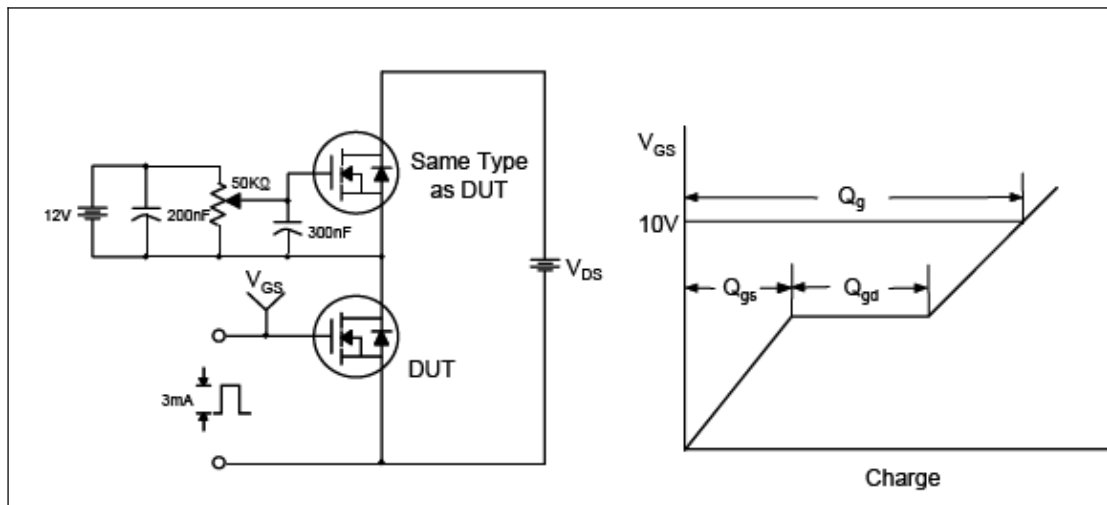 Same Type
as DUT
50KΩ
12V
200nF
300nF
V_GS
V_DS
DUT
3mA
V_GS
Q_g
10V
Q_gs
Q_gd
Charge